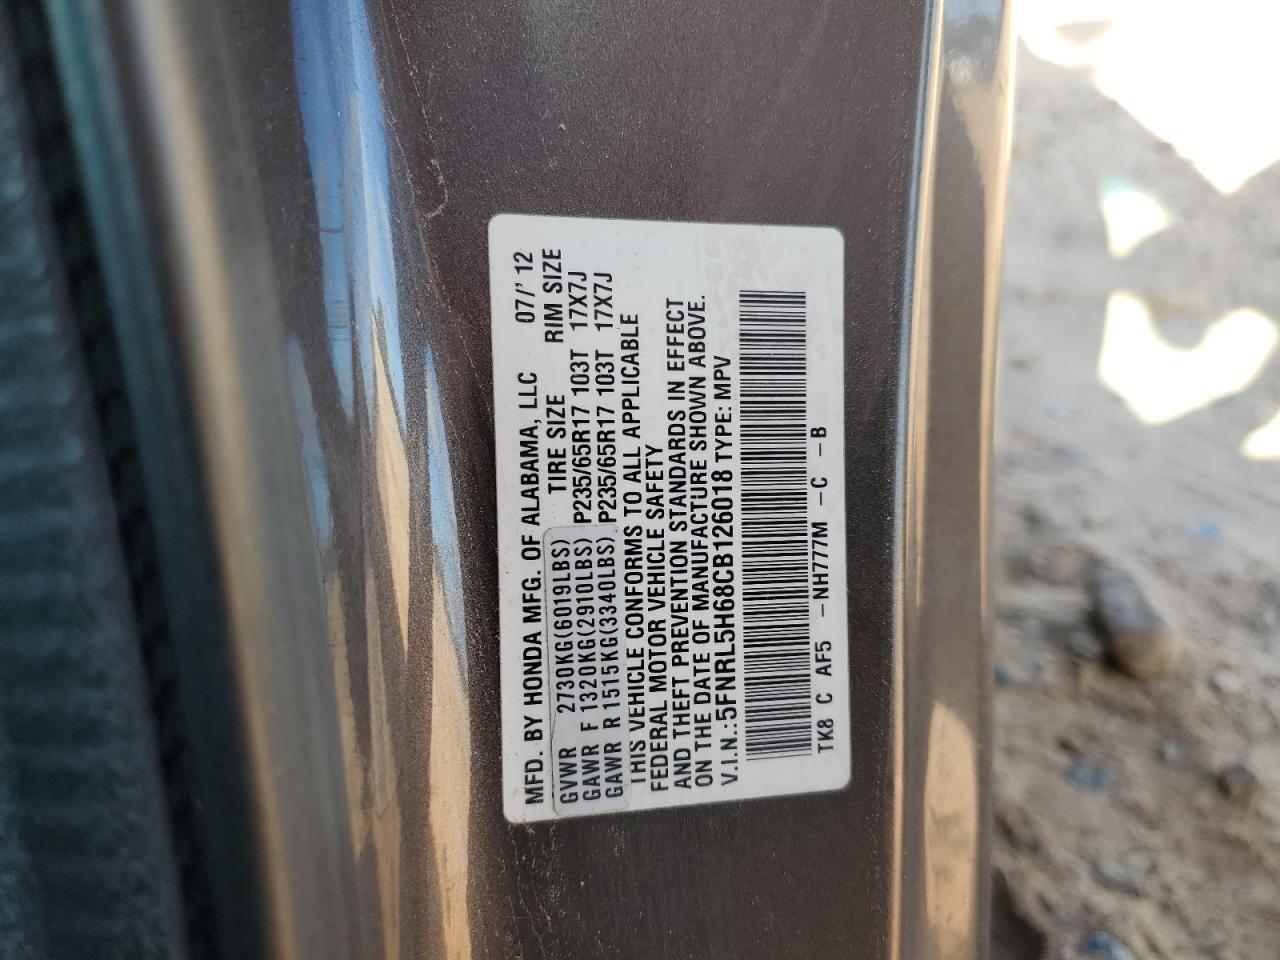 MFD. BY HONDA MFG. OF ALABAMA, LLC 07/'12
GVWR 2730KG(6019LBS) TIRE SIZE RIM SIZE
GAWR F 1320KG(2910LBS) P235/65R17 103T 17X7J
GAWR R 1515KG(3340LBS) P235/65R17 103T 17X7J
THIS VEHICLE CONFORMS TO ALL APPLICABLE
FEDERAL MOTOR VEHICLE SAFETY
AND THEFT PREVENTION STANDARDS IN EFFECT
ON THE DATE OF MANUFACTURE SHOWN ABOVE.
V.I.N.:5FNRL5H68CB126018 TYPE: MPV
TK8 C AF5 -NH777M -C -B